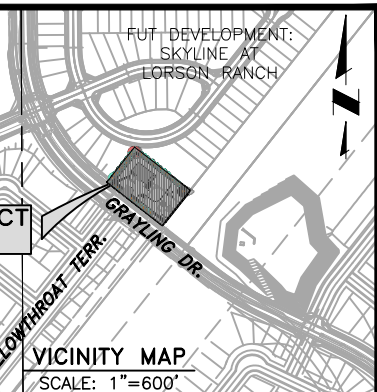 FUT DEVELOPMENT:
SKYLINE AT
LORSON RANCH
CT
GRAYLING DR.
LOWTHROAT TERR.
VICINITY MAP
SCALE: 1"=600'